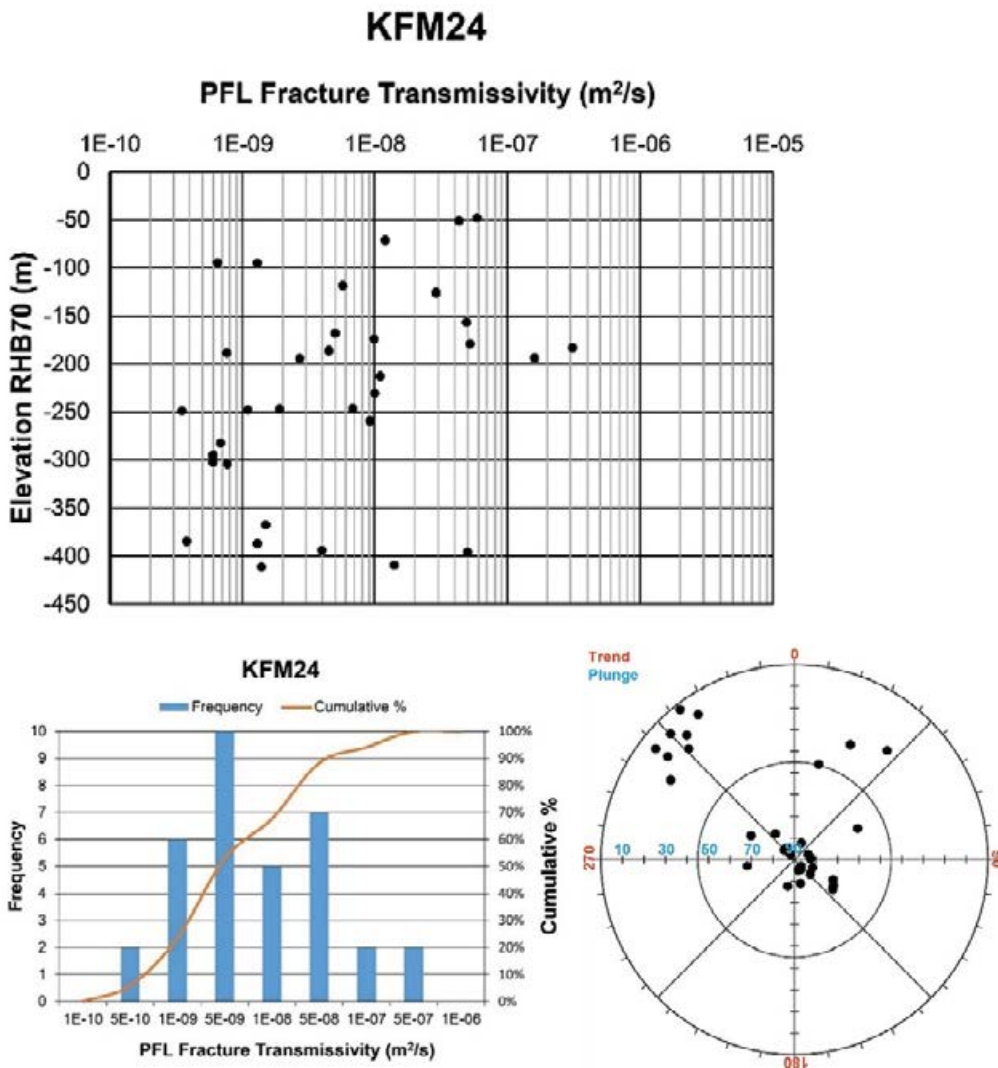 KFM24
PFL Fracture Transmissivity (m²/s)
1E-10 1E-09 1E-08 1E-07 1E-06 1E-05
Elevation RHB70 (m)
0
-50
-100
-150
-200
-250
-300
-350
-400
-450
KFM24
Frequency Cumulative %
Frequency
10
9
8
7
6
5
4
3
2
1
0
100%
90%
80%
70%
60%
50%
40%
30%
20%
10%
0%
Cumulative %
1E-10 5E-10 1E-09 5E-09 1E-08 5E-08 1E-07 5E-07 1E-06
PFL Fracture Transmissivity (m²/s)
Trend
Plunge
0
270 10 30 50 70
180